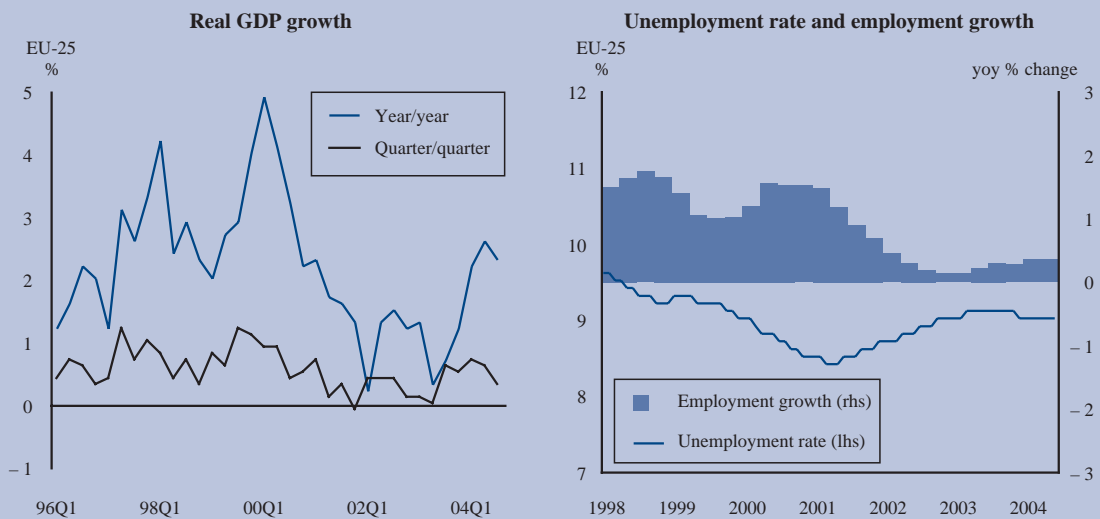 Real GDP growth
EU-25
%
5
4
3
2
1
0
– 1
Year/year
Quarter/quarter
96Q1 98Q1 00Q1 02Q1 04Q1
Unemployment rate and employment growth
EU-25
%
yoy % change
12
11
10
9
8
7
3
2
1
0
– 1
– 2
– 3
Employment growth (rhs)
Unemployment rate (lhs)
1998 1999 2000 2001 2002 2003 2004